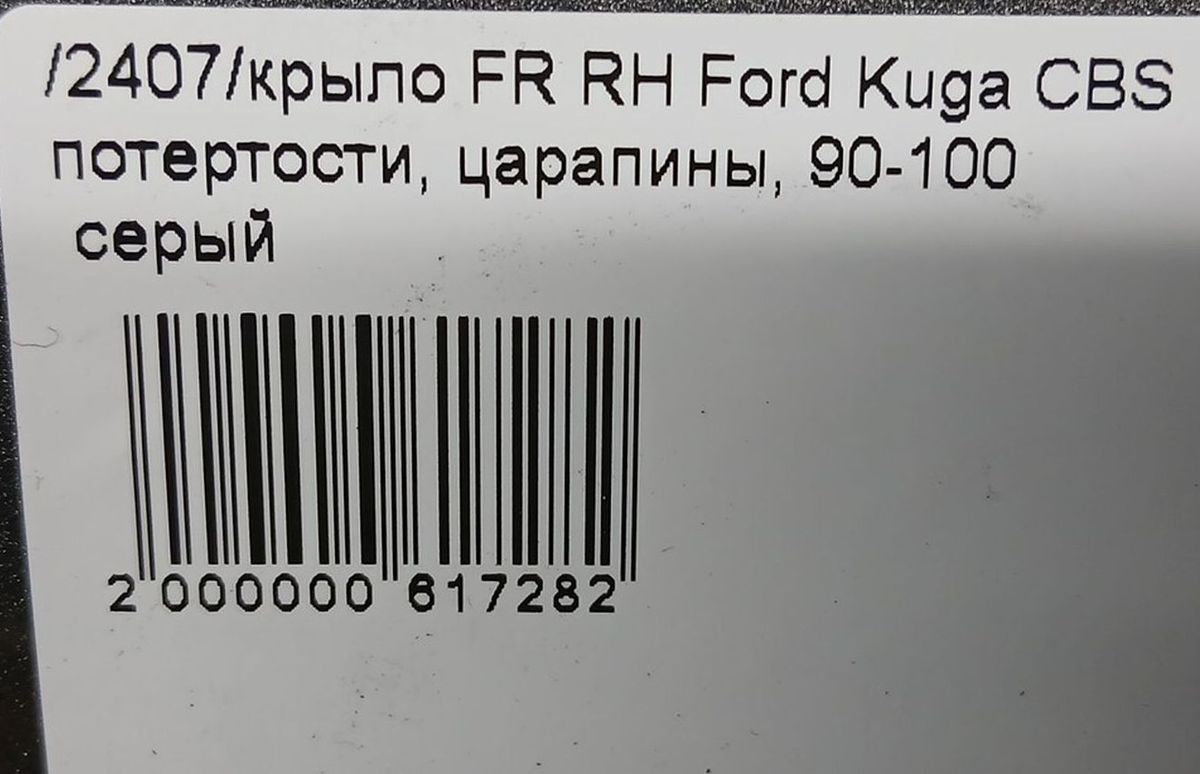 /2407/крыло FR RH Ford Kuga CBS
потертости, царапины, 90-100
серый
2 000000 617282